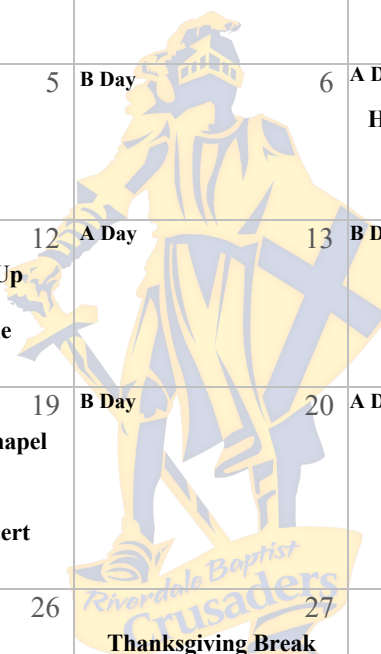 5 B Day 6 A D
H
12 A Day 13 B D
Up
e
19 B Day 20 A D
hapel
ert
Riverdale Baptist
Crusaders
26 27
Thanksgiving Break